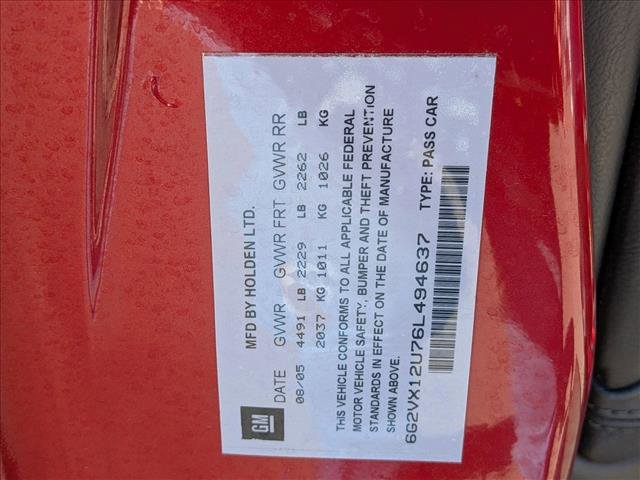 GM
MFD BY HOLDEN LTD.
DATE GVWR GVWR FRT GVWR RR
08/05 4491 LB 2229 LB 2262 LB
2037 KG 1011 KG 1026 KG
THIS VEHICLE CONFORMS TO ALL APPLICABLE FEDERAL
MOTOR VEHICLE SAFETY, BUMPER AND THEFT PREVENTION
STANDARDS IN EFFECT ON THE DATE OF MANUFACTURE
SHOWN ABOVE.
6G2VX12U76L494637 TYPE: PASS CAR